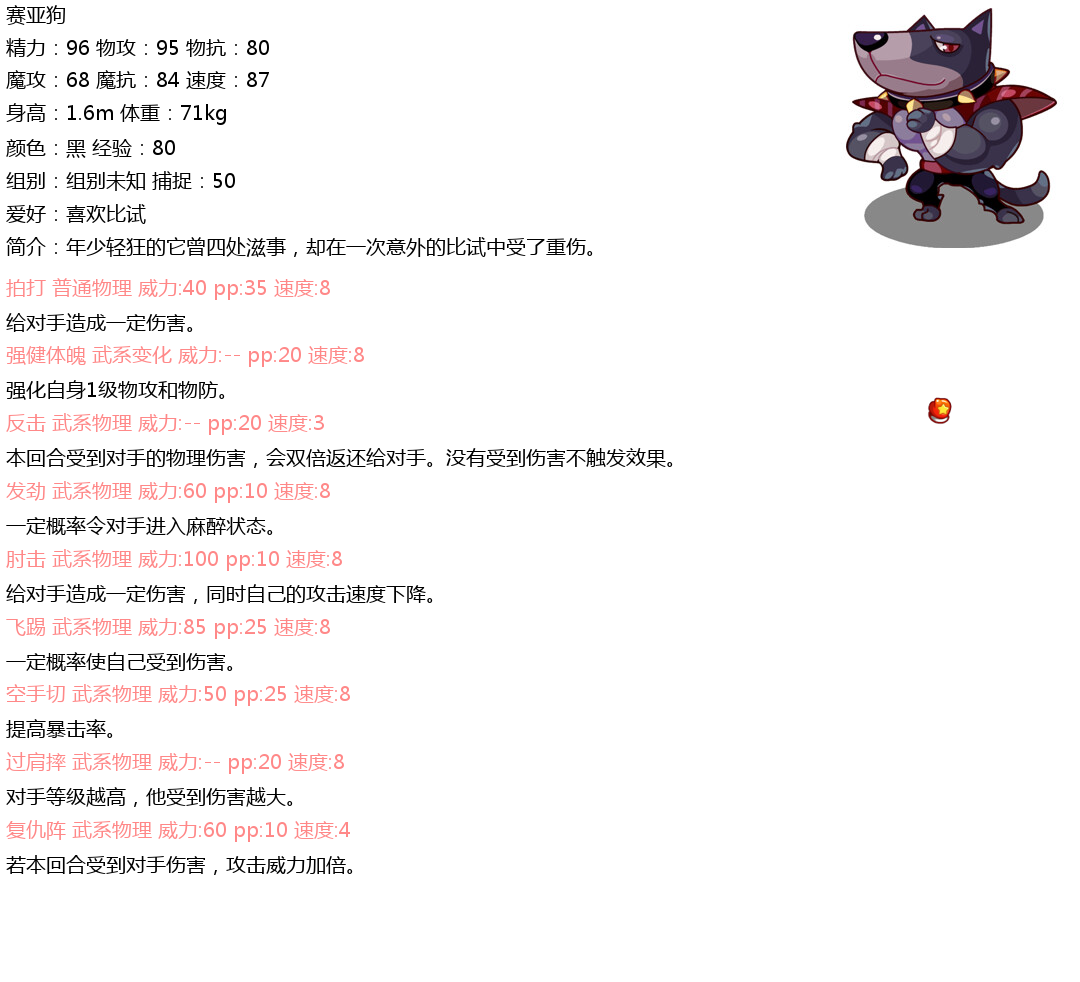 赛亚狗
精力：96 物攻：95 物抗：80
魔攻：68 魔抗：84 速度：87
身高：1.6m 体重：71kg
颜色：黑 经验：80
组别：组别未知 捕捉：50
爱好：喜欢比试
简介：年少轻狂的它曾四处滋事，却在一次意外的比试中受了重伤。
拍打 普通物理 威力:40 pp:35 速度:8
给对手造成一定伤害。
强健体魄 武系变化 威力:-- pp:20 速度:8
强化自身1级物攻和物防。
反击 武系物理 威力:-- pp:20 速度:3
本回合受到对手的物理伤害，会双倍返还给对手。没有受到伤害不触发效果。
发劲 武系物理 威力:60 pp:10 速度:8
一定概率令对手进入麻醉状态。
肘击 武系物理 威力:100 pp:10 速度:8
给对手造成一定伤害，同时自己的攻击速度下降。
飞踢 武系物理 威力:85 pp:25 速度:8
一定概率使自己受到伤害。
空手切 武系物理 威力:50 pp:25 速度:8
提高暴击率。
过肩摔 武系物理 威力:-- pp:20 速度:8
对手等级越高，他受到伤害越大。
复仇阵 武系物理 威力:60 pp:10 速度:4
若本回合受到对手伤害，攻击威力加倍。